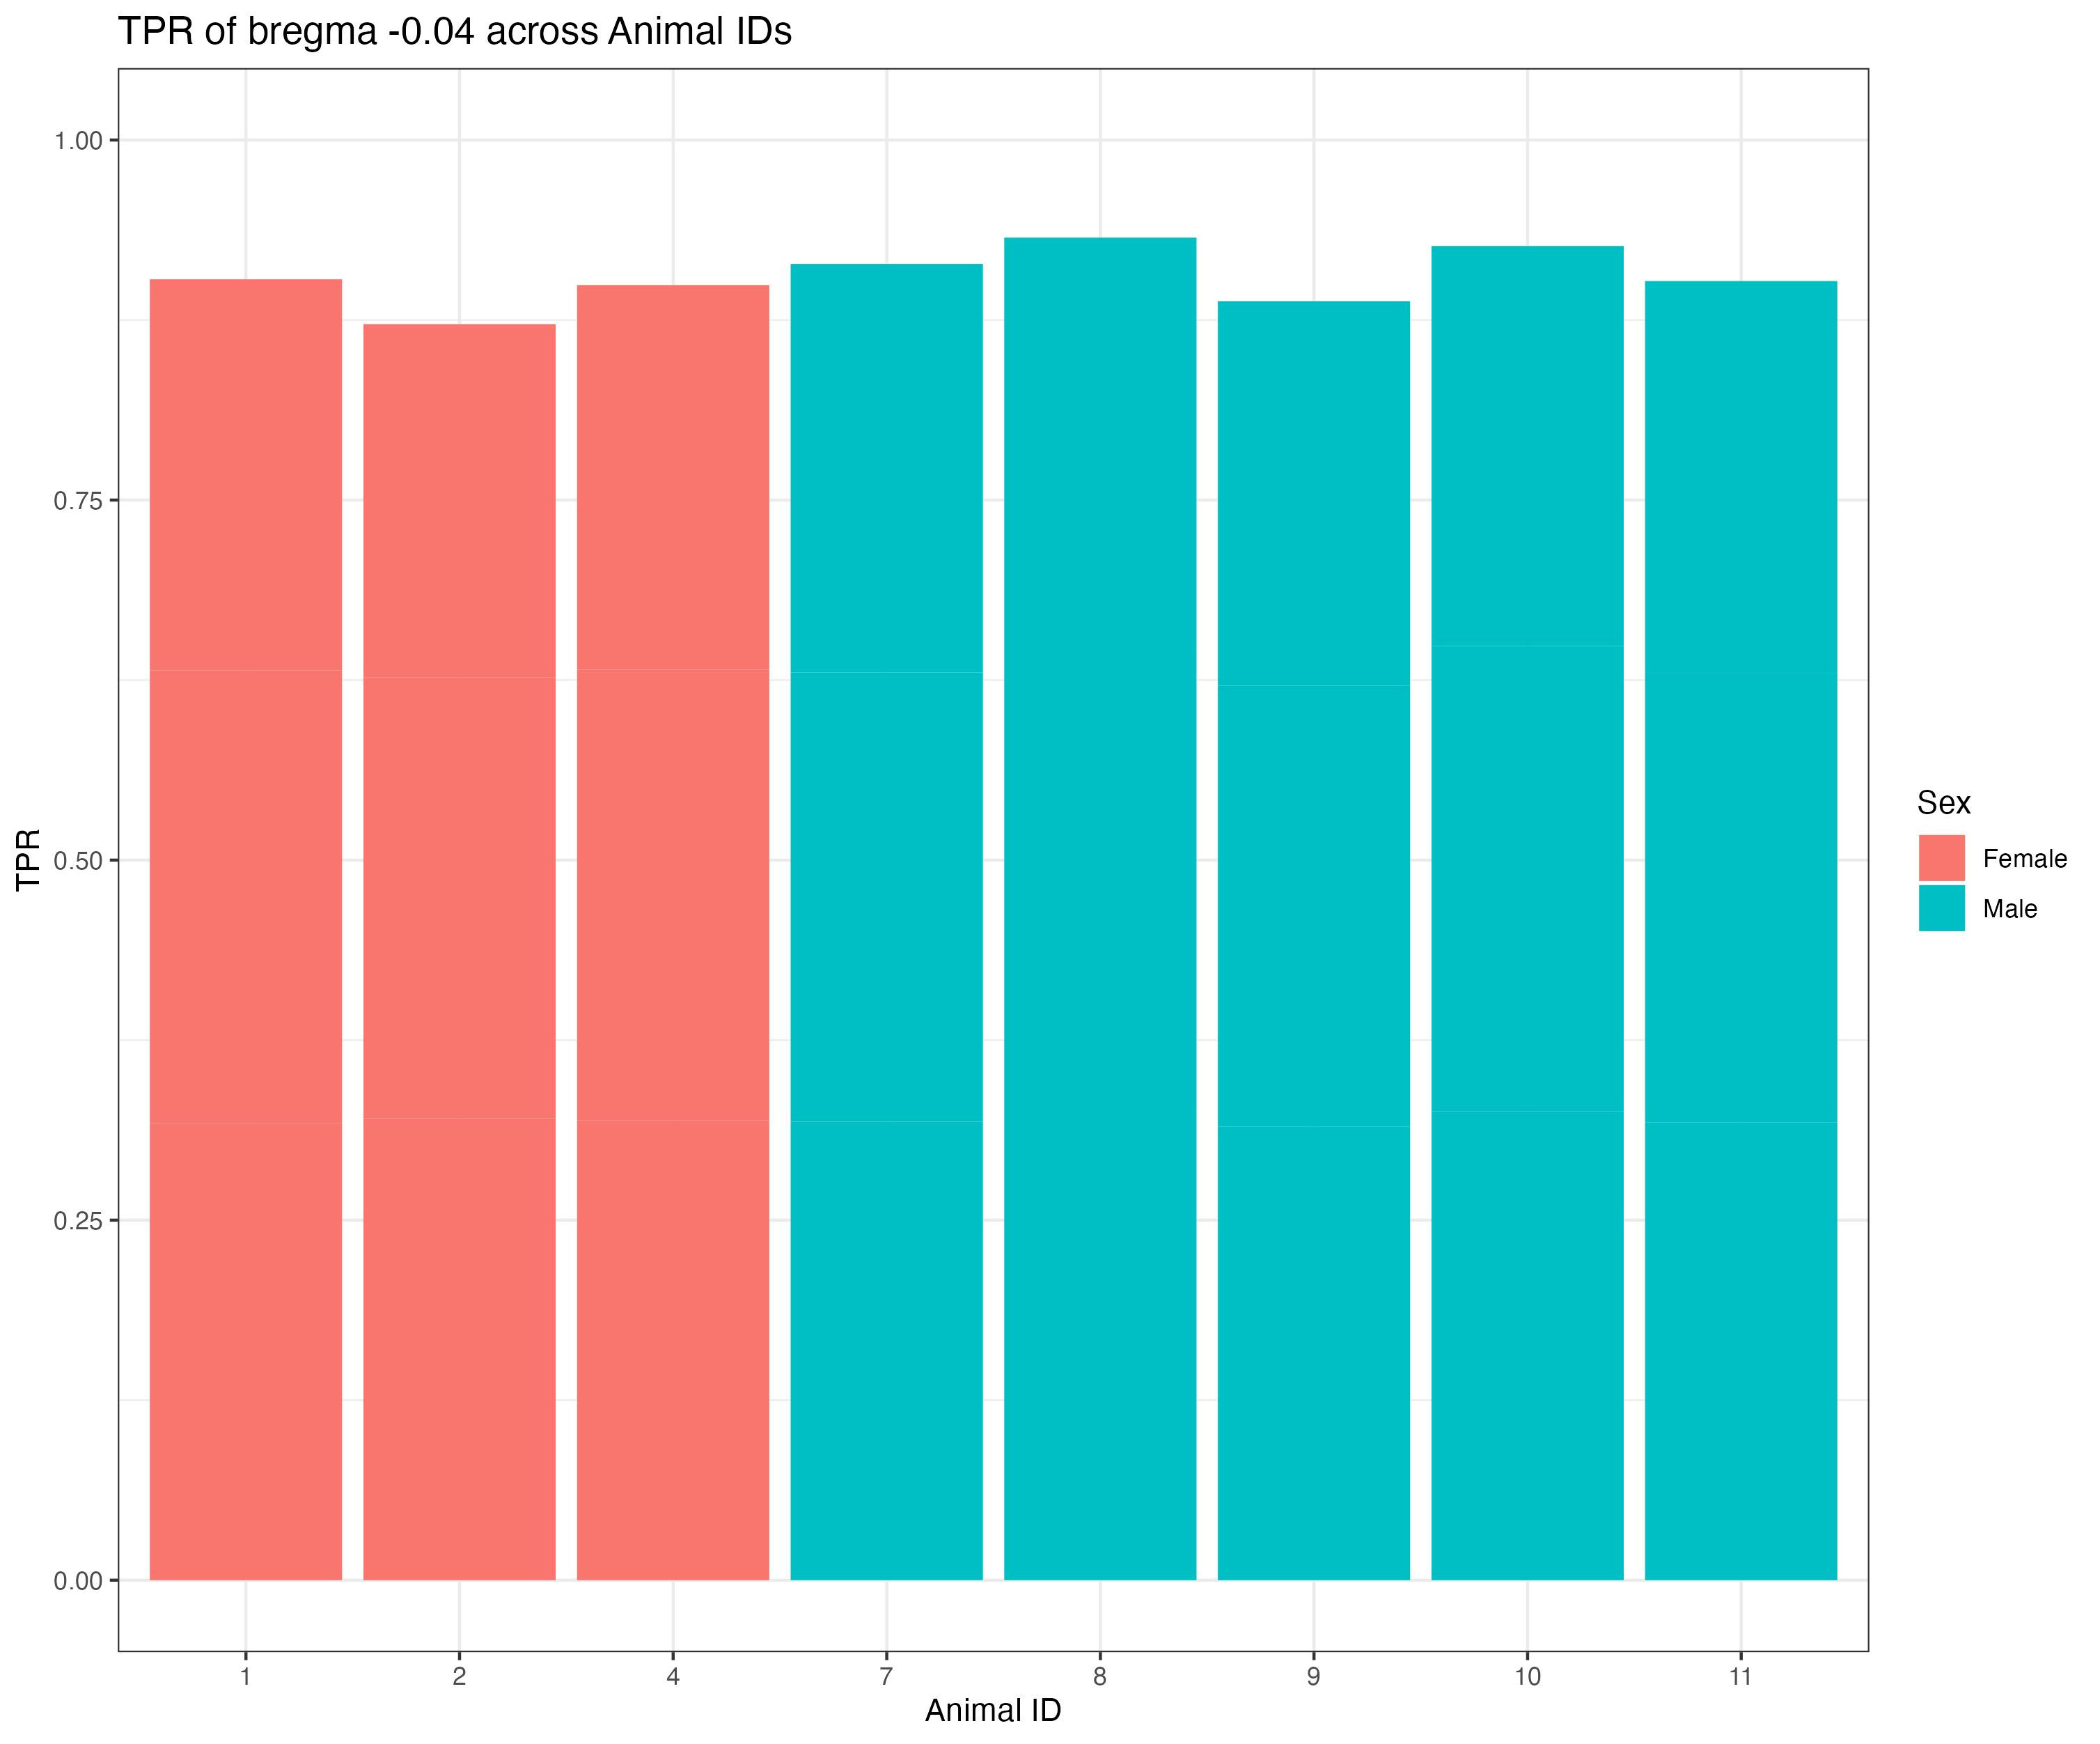 TPR of bregma -0.04 across Animal IDs
1.00
0.75
0.50
0.25
0.00
TPR
1 2 4 7 8 9 10 11
Animal ID
Sex
Female
Male